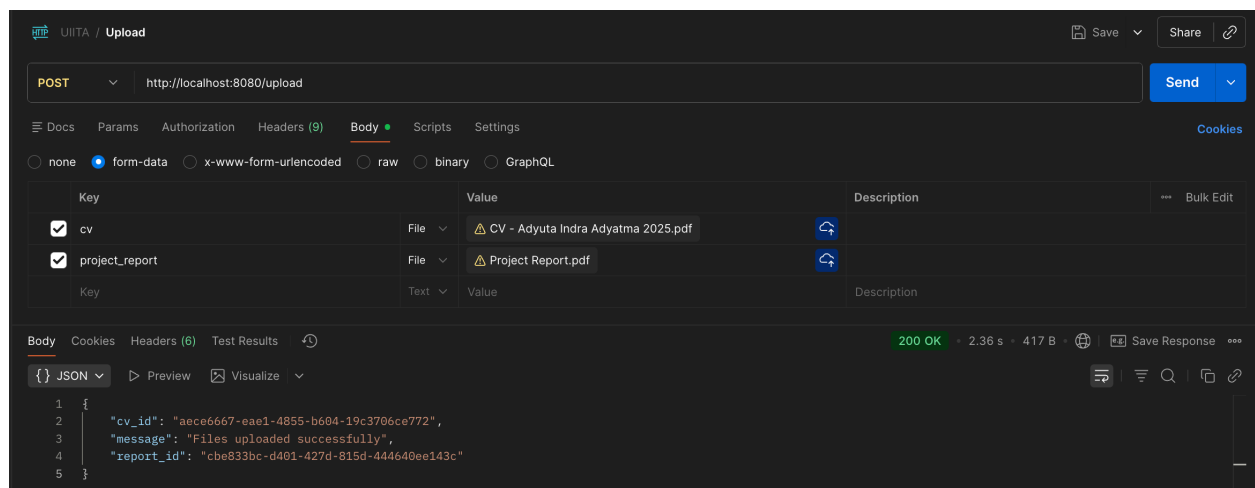 HTTP UIITA / Upload Save Share
POST http://localhost:8080/upload Send
Docs Params Authorization Headers (9) Body Scripts Settings Cookies
none form-data x-www-form-urlencoded raw binary GraphQL
Key Value Description Bulk Edit
cv File CV - Adyuta Indra Adyatma 2025.pdf
project_report File Project Report.pdf
Key Text Value Description
Body Cookies Headers (6) Test Results 200 OK 2.36 s 417 B e.g. Save Response
{} JSON Preview Visualize
1 {
2 "cv_id": "aece6667-eae1-4855-b604-19c3706ce772",
3 "message": "Files uploaded successfully",
4 "report_id": "cbe833bc-d401-427d-815d-444640ee143c"
5 }